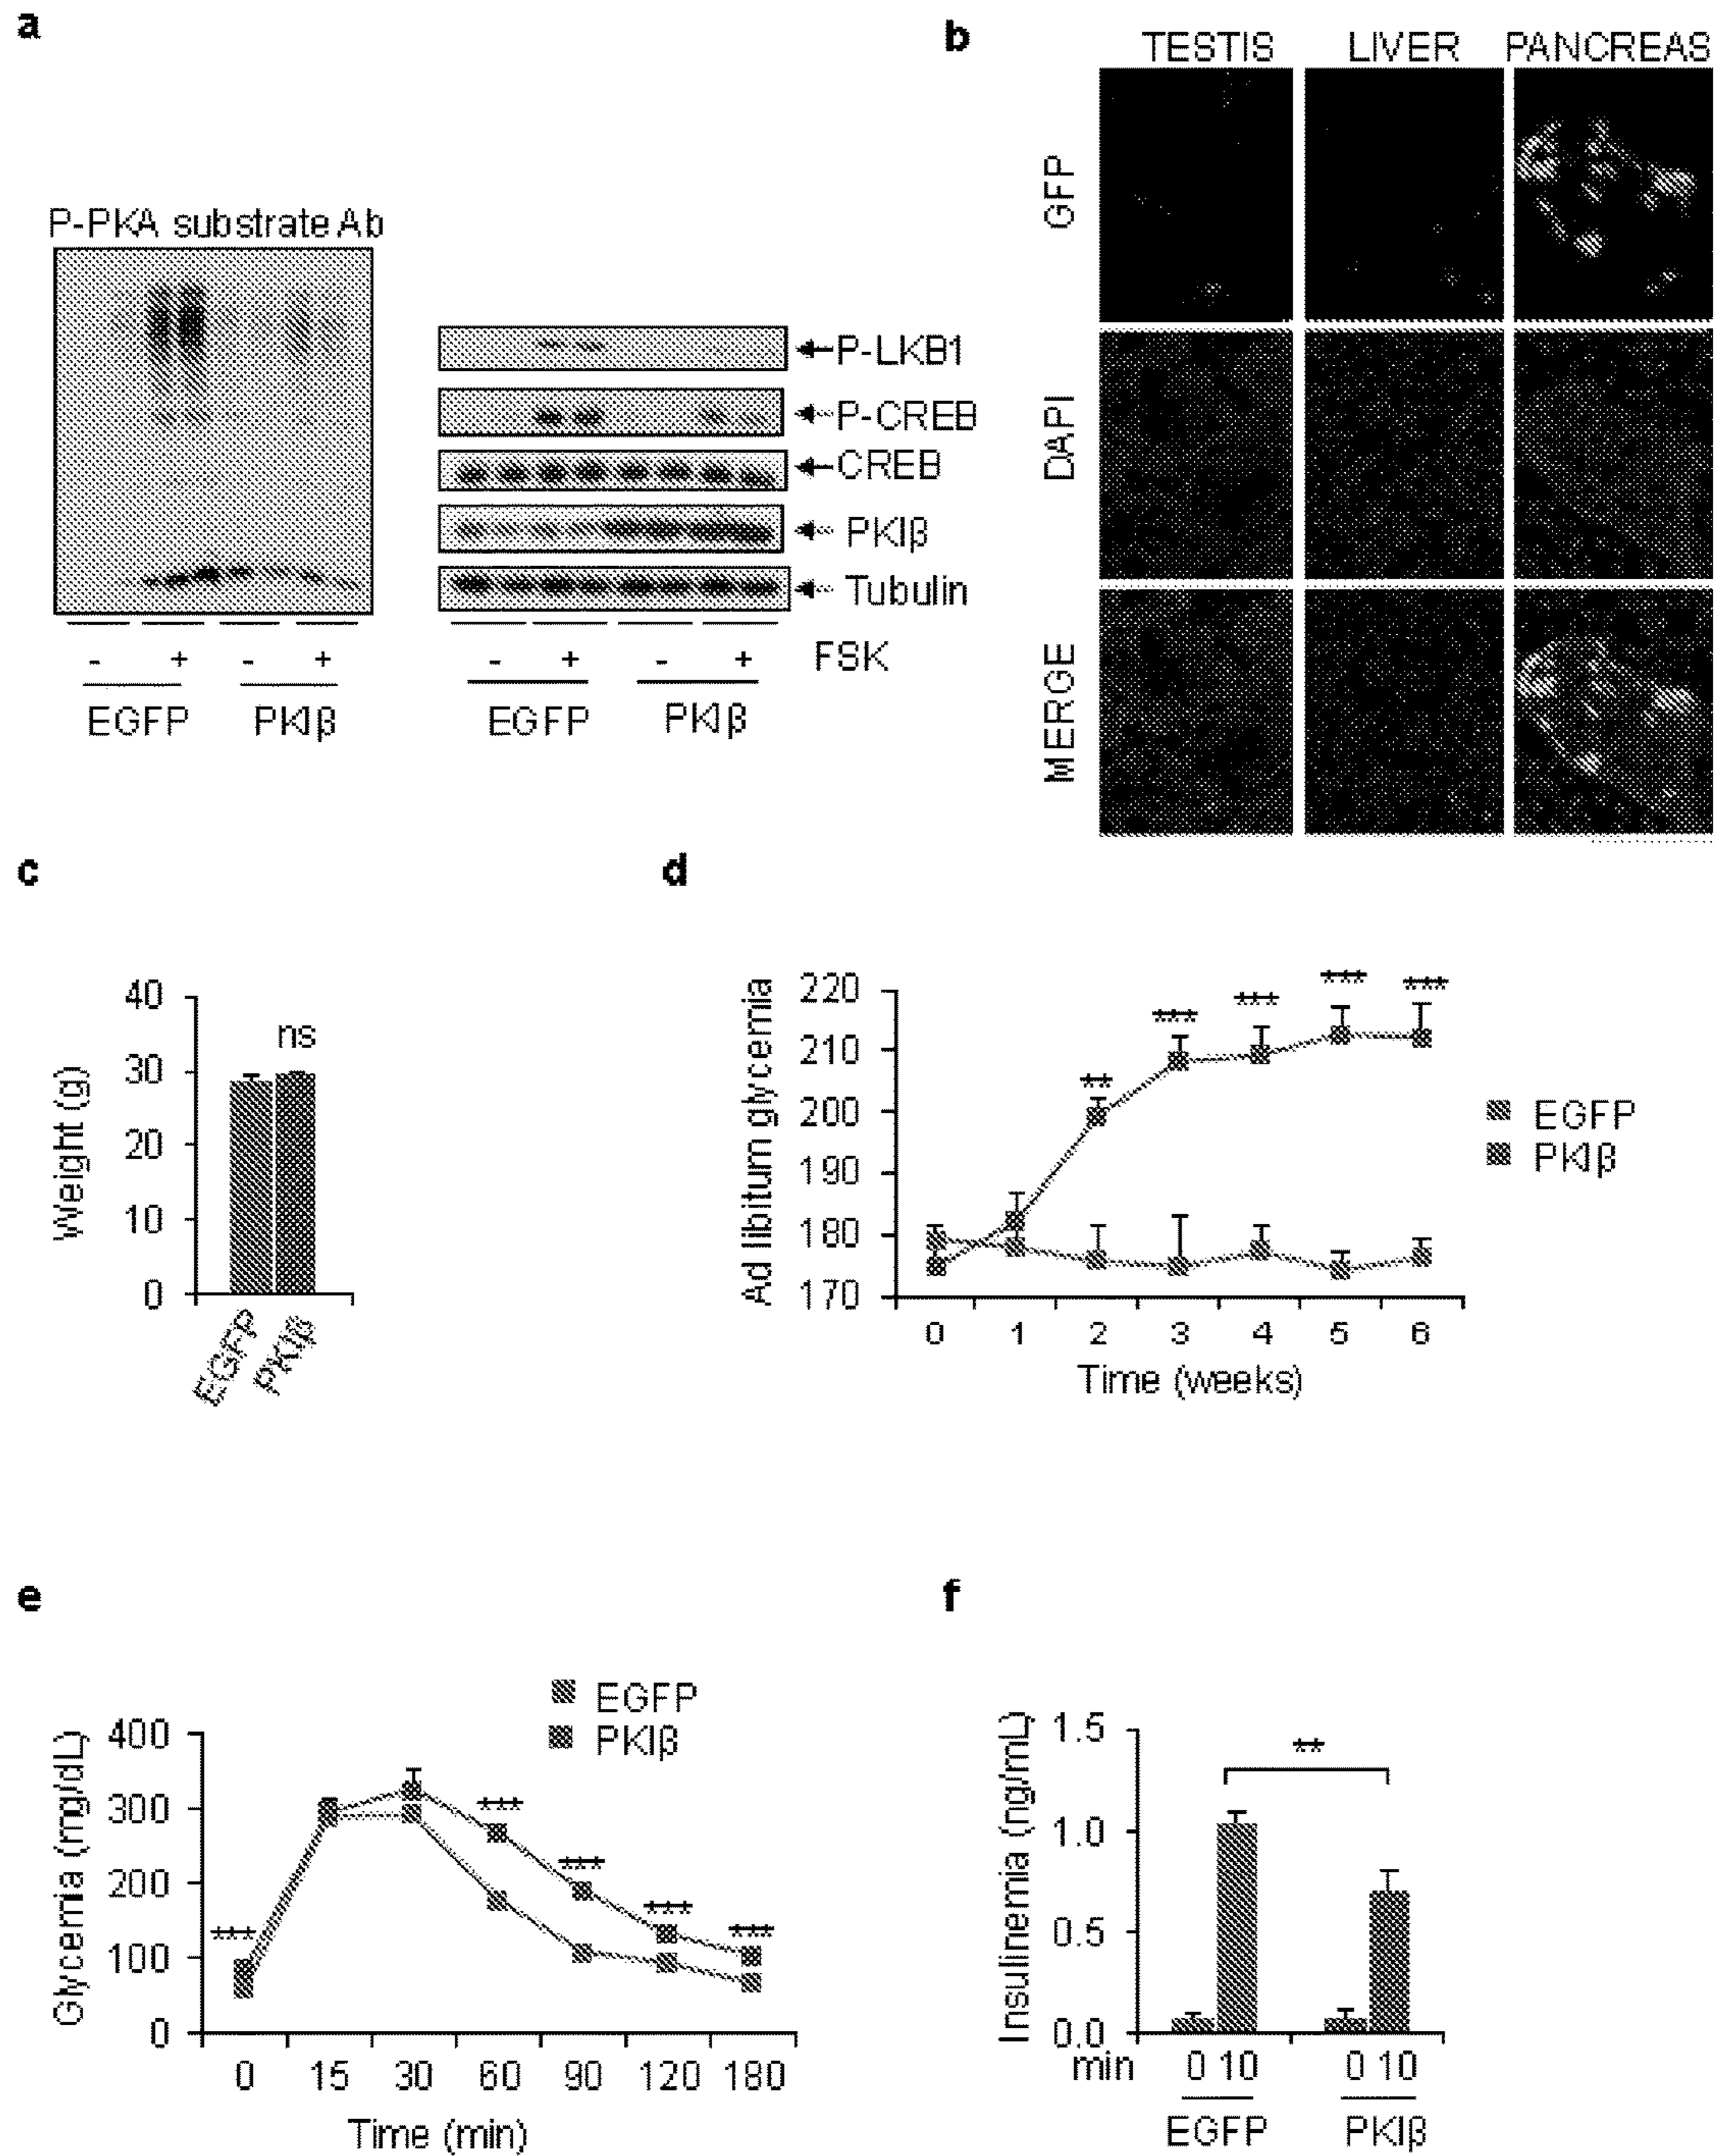 a
P-PKA substrate Ab
P-LKB1
P-CREB
CREB
PKIβ
Tubulin
- + - + - + - + FSK
EGFP PKIβ EGFP PKIβ
b
TESTIS LIVER PANCREAS
GFP
DAPI
MERGE
c
Weight (g)
40
30
20
10
0
ns
EGFP
PKIβ
d
Ad libitum glycemia
220
210
200
190
180
170
** *** *** *** ***
0 1 2 3 4 5 6
Time (weeks)
EGFP
PKIβ
e
EGFP
PKIβ
Glycemia (mg/dL)
400
300
200
100
0
*** *** *** *** ***
0 15 30 60 90 120 180
Time (min)
f
Insulinemia (ng/mL)
1.5
1.0
0.5
0.0
**
min 0 10 0 10
EGFP PKIβ